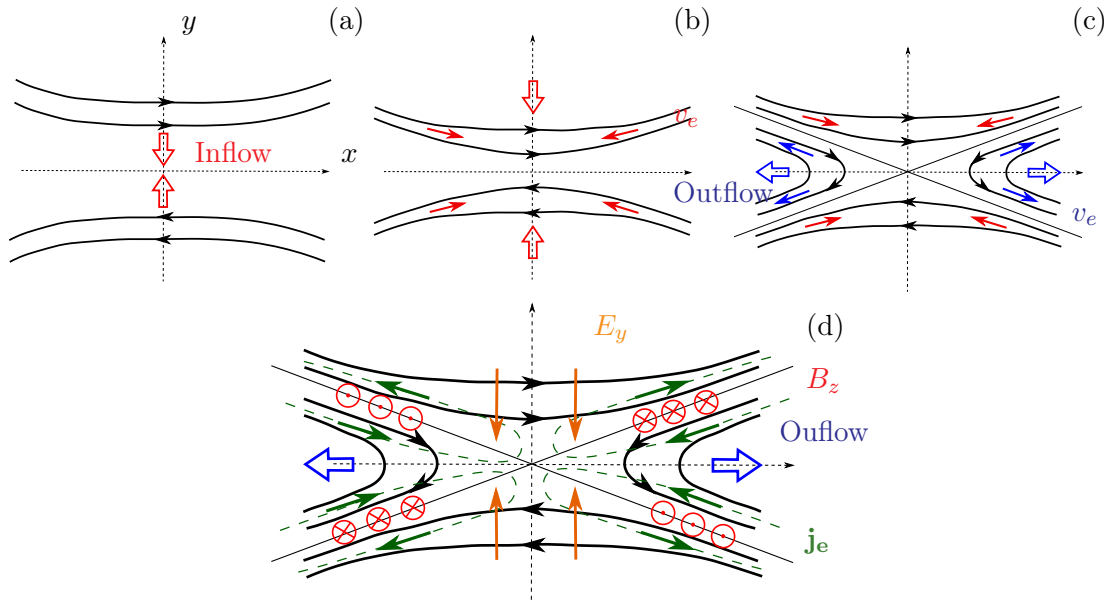 y
(a)
(b)
(c)
Inflow
x
v_e
Outflow
v_e
E_y
(d)
B_z
Ouflow
j_e